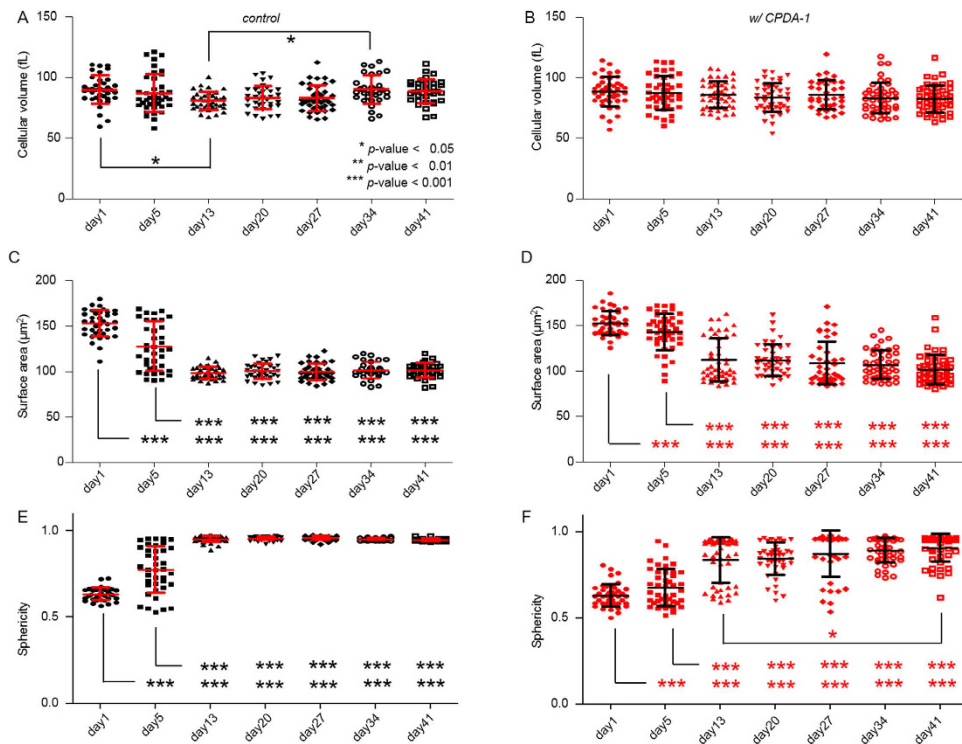 A
control
Cellular volume (fL)
150
100
50
0
*
*
* p-value < 0.05
** p-value < 0.01
*** p-value < 0.001
day1 day5 day13 day20 day27 day34 day41
B
w/ CPDA-1
Cellular volume (fL)
150
100
50
0
day1 day5 day13 day20 day27 day34 day41
C
Surface area (µm²)
200
150
100
50
0
*** *** *** *** ***
*** *** *** *** *** ***
day1 day5 day13 day20 day27 day34 day41
D
Surface area (µm²)
200
150
100
50
0
*** *** *** *** ***
*** *** *** *** *** ***
day1 day5 day13 day20 day27 day34 day41
E
Sphericity
1.0
0.5
0.0
*** *** *** *** ***
*** *** *** *** *** ***
day1 day5 day13 day20 day27 day34 day41
F
Sphericity
1.0
0.5
0.0
*
*** *** *** *** ***
*** *** *** *** *** ***
day1 day5 day13 day20 day27 day34 day41